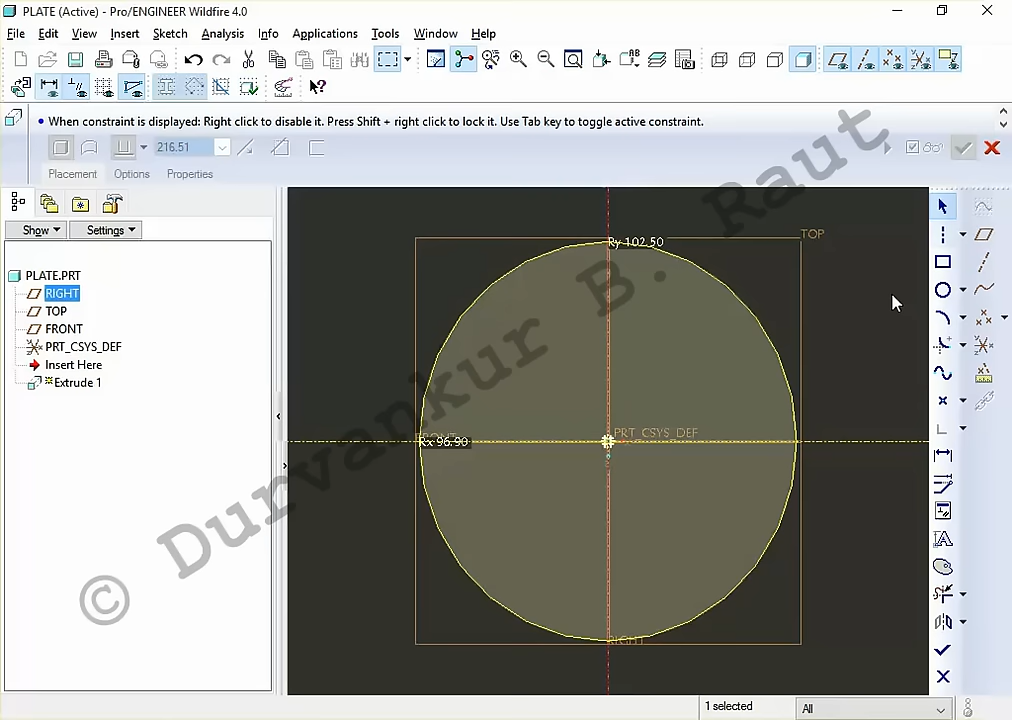 PLATE (Active) - Pro/ENGINEER Wildfire 4.0
File Edit View Insert Sketch Analysis Info Applications Tools Window Help
• When constraint is displayed: Right click to disable it. Press Shift + right click to lock it. Use Tab key to toggle active constraint.
216.51
Placement Options Properties
Show Settings
PLATE.PRT
RIGHT
TOP
FRONT
PRT_CSYS_DEF
Insert Here
Extrude 1
TOP
Ry 102.50
PRT_CSYS_DEF
FRONT
Rx 96.90
RIGHT
© Durvankur B. Raut
1 selected
All